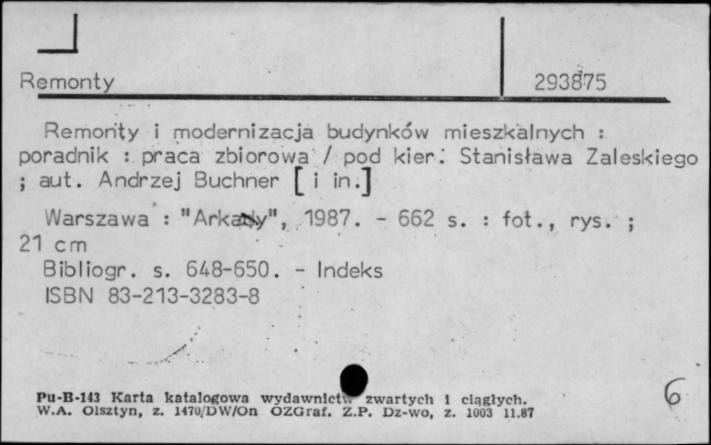 Remonty 293875
Remonty i modernizacja budynków mieszkalnych :
poradnik : praca zbiorowa / pod kier. Stanisława Zaleskiego
; aut. Andrzej Buchner [ i in.]
Warszawa : "Arkady", 1987. - 662 s. : fot., rys. ;
21 cm
Bibliogr. s. 648-650. - Indeks
ISBN 83-213-3283-8
Pu-B-143 Karta katalogowa wydawnictw zwartych i ciągłych.
W.A. Olsztyn, z. 1470/DW/On OZGraf. Z.P. Dz-wo, z. 1003 11.87
6